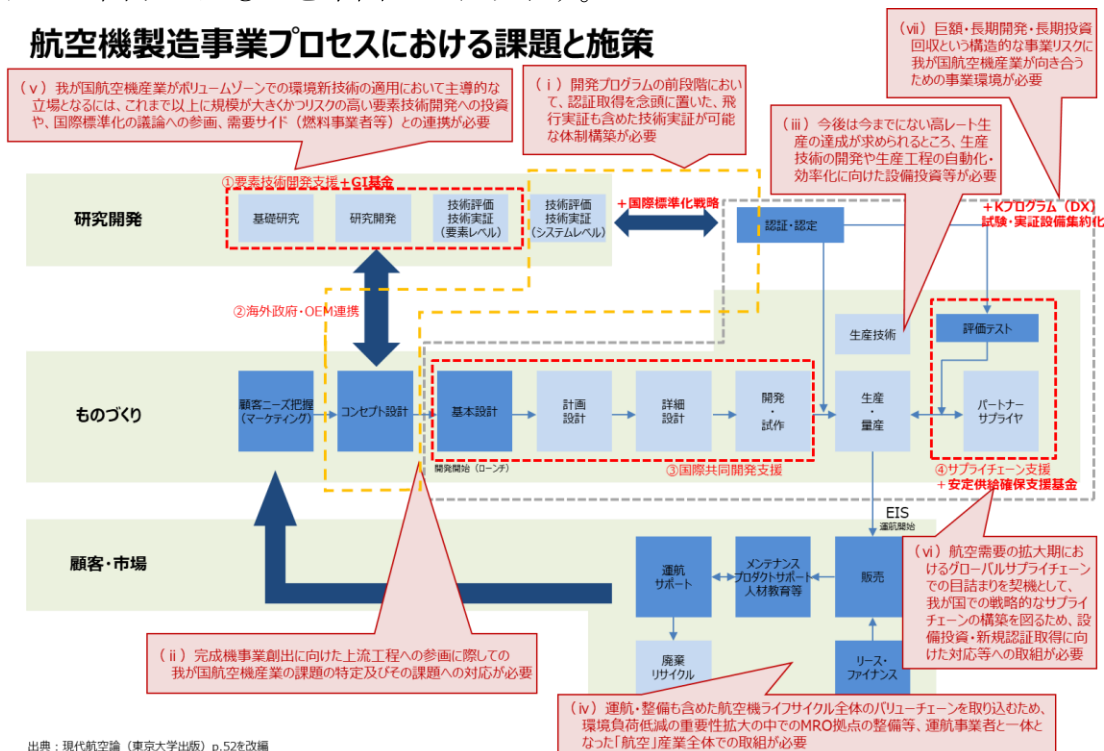 航空機製造事業プロセスにおける課題と施策
(ⅶ)巨額・長期開発・長期投資
回収という構造的な事業リスクに
我が国航空機産業が向き合う
ための事業環境が必要
(ⅴ)我が国航空機産業がボリュームゾーンでの環境新技術の適用において主導的な
立場となるには、これまで以上に規模が大きくかつリスクの高い要素技術開発への投資
や、国際標準化の議論への参画、需要サイド(燃料事業者等)との連携が必要
(ⅰ)開発プログラムの前段階におい
て、認証取得を念頭に置いた、飛
行実証も含めた技術実証が可能
な体制構築が必要
(ⅲ)今後は今までにない高レート生
産の達成が求められるところ、生産
技術の開発や生産工程の自動化・
効率化に向けた設備投資等が必要
①要素技術開発支援+GI基金
研究開発
基礎研究
研究開発
技術評価
技術実証
(要素レベル)
技術評価
技術実証
(システムレベル)
+国際標準化戦略
認証・認定
+Kプログラム(DX)
試験・実証設備集約化
②海外政府・OEM連携
生産技術
評価テスト
ものづくり
顧客ニーズ把握
(マーケティング)
コンセプト設計
基本設計
計画
設計
詳細
設計
開発
・
試作
生産
・
量産
パートナー
サプライヤ
開発開始(ローンチ)
③国際共同開発支援
④サプライチェーン支援
+安定供給確保支援基金
EIS
運航開始
顧客・市場
運航
サポート
メンテナンス
プロダクトサポート
人材教育等
販売
廃棄
リサイクル
リース・
ファイナンス
(ⅵ)航空需要の拡大期にお
けるグローバルサプライチェーン
での目詰まりを契機として、
我が国での戦略的なサプライ
チェーンの構築を図るため、設
備投資・新規認証取得に向
けた対応等への取組が必要
(ⅱ)完成機事業創出に向けた上流工程への参画に際しての
我が国航空機産業の課題の特定及びその課題への対応が必要
(ⅳ)運航・整備も含めた航空機ライフサイクル全体のバリューチェーンを取り込むため、
環境負荷低減の重要性拡大の中でのMRO拠点の整備等、運航事業者と一体と
なった「航空」産業全体での取組が必要
出典:現代航空論(東京大学出版)p.52を改編